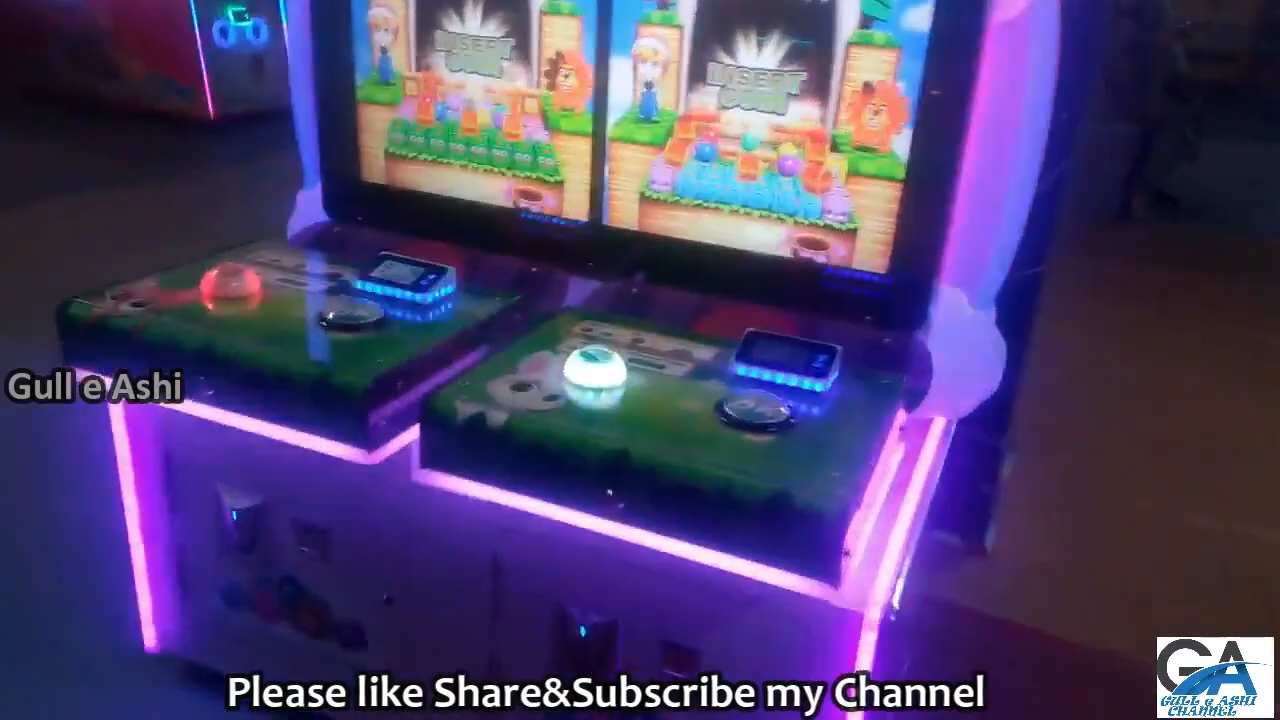 INSERT
COIN
INSERT
COIN
Gull e Ashi
Please like Share&Subscribe my Channel
GA
GULL e ASHI
CHANNEL